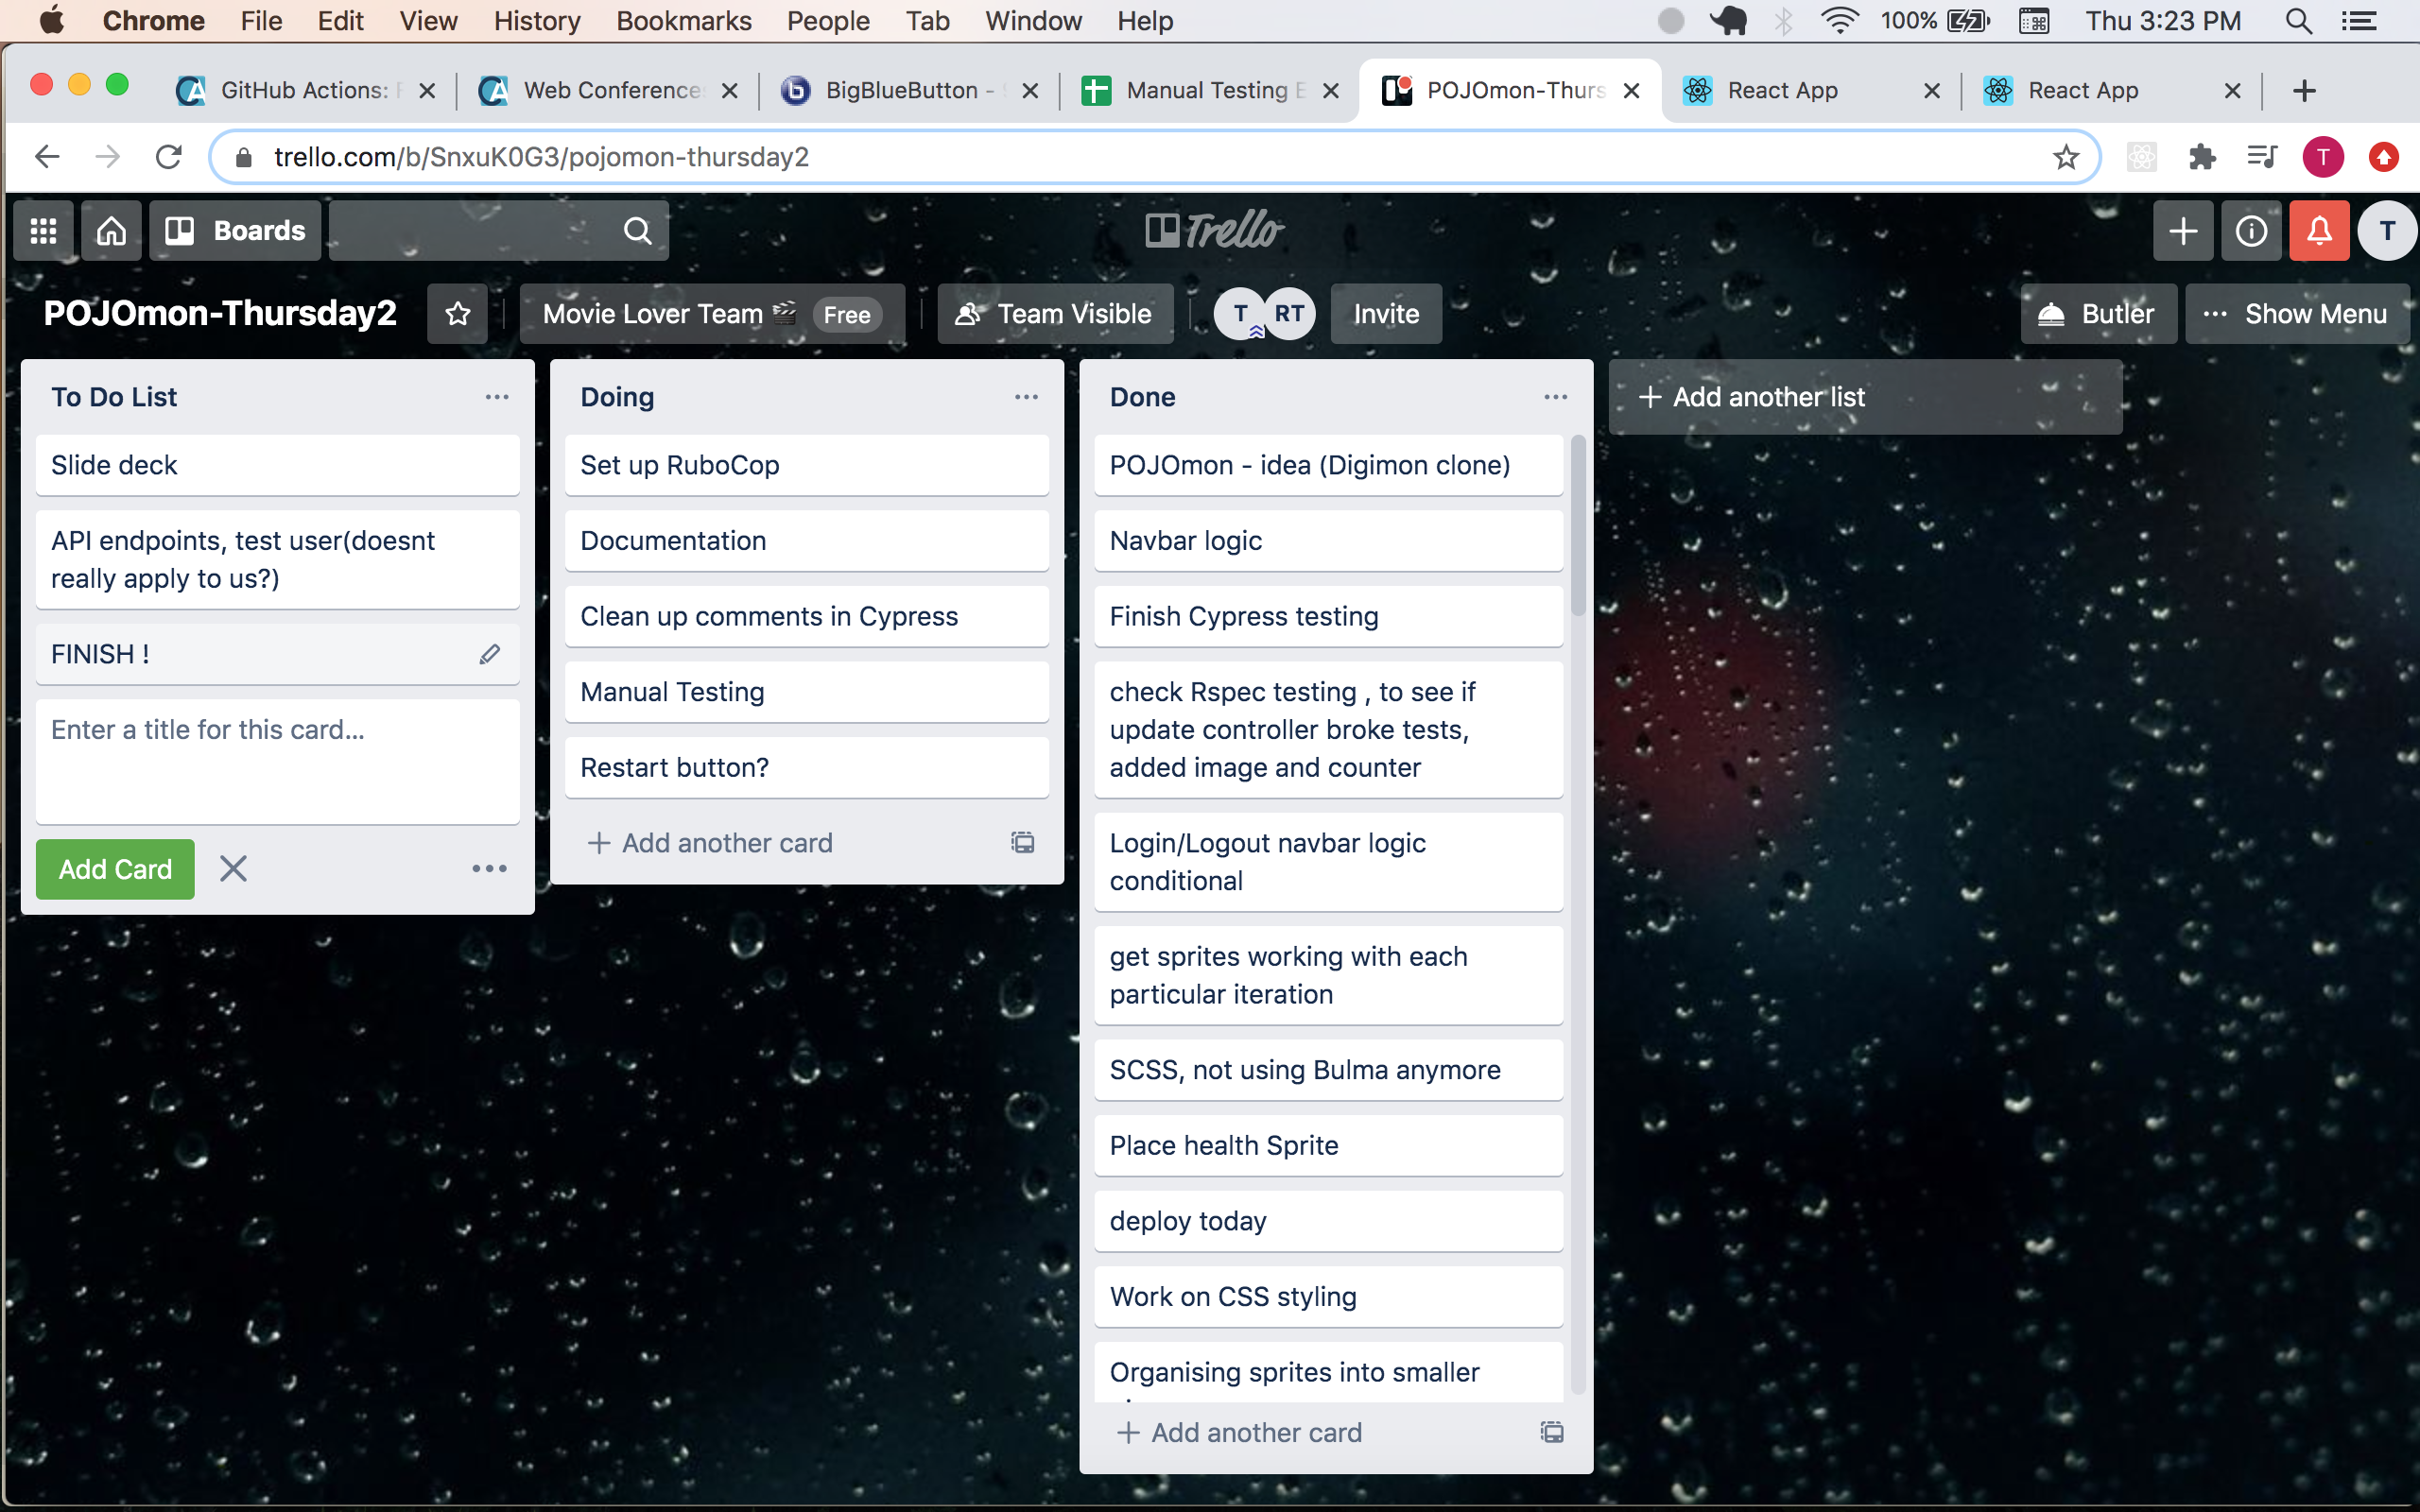 Chrome File Edit View History Bookmarks People Tab Window Help 100% Thu 3:23 PM
GitHub Actions: Web Conference BigBlueButton - Manual Testing POJOmon-Thurs React App React App
trello.com/b/SnxuK0G3/pojomon-thursday2 T
Boards Trello T
POJOmon-Thursday2 Movie Lover Team 🎬 Free Team Visible T RT Invite Butler Show Menu
To Do List
Slide deck
API endpoints, test user(doesnt
really apply to us?)
FINISH !
Enter a title for this card...
Add Card
Doing
Set up RuboCop
Documentation
Clean up comments in Cypress
Manual Testing
Restart button?
Add another card
Done
POJOmon - idea (Digimon clone)
Navbar logic
Finish Cypress testing
check Rspec testing , to see if
update controller broke tests,
added image and counter
Login/Logout navbar logic
conditional
get sprites working with each
particular iteration
SCSS, not using Bulma anymore
Place health Sprite
deploy today
Work on CSS styling
Organising sprites into smaller
Add another card
Add another list